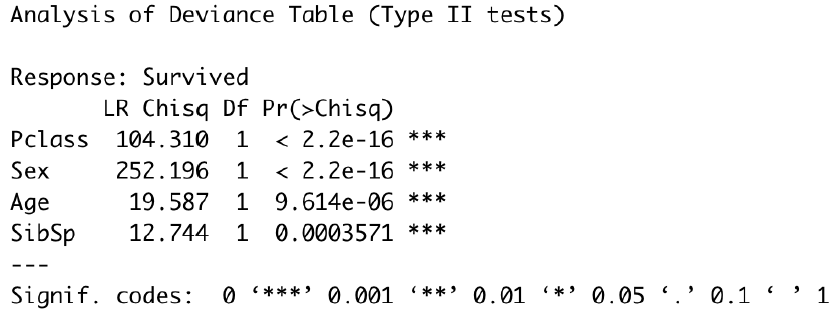 Analysis of Deviance Table (Type II tests)
Response: Survived
LR Chisq Df Pr(>Chisq)
Pclass 104.310 1 < 2.2e-16 ***
Sex 252.196 1 < 2.2e-16 ***
Age 19.587 1 9.614e-06 ***
SibSp 12.744 1 0.0003571 ***
---
Signif. codes: 0 ‘***’ 0.001 ‘**’ 0.01 ‘*’ 0.05 ‘.’ 0.1 ‘ ’ 1